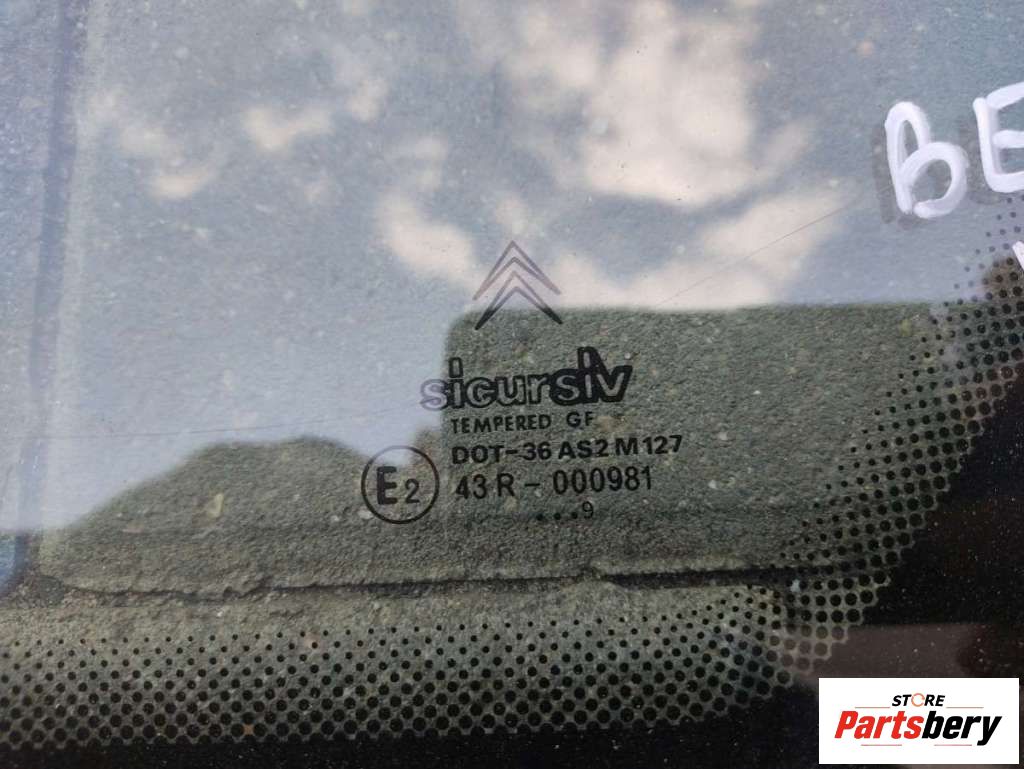 BE
sicursiv
TEMPERED GF
DOT-36 AS2 M127
E2 43 R - 000981
...9
STORE
Partsbery